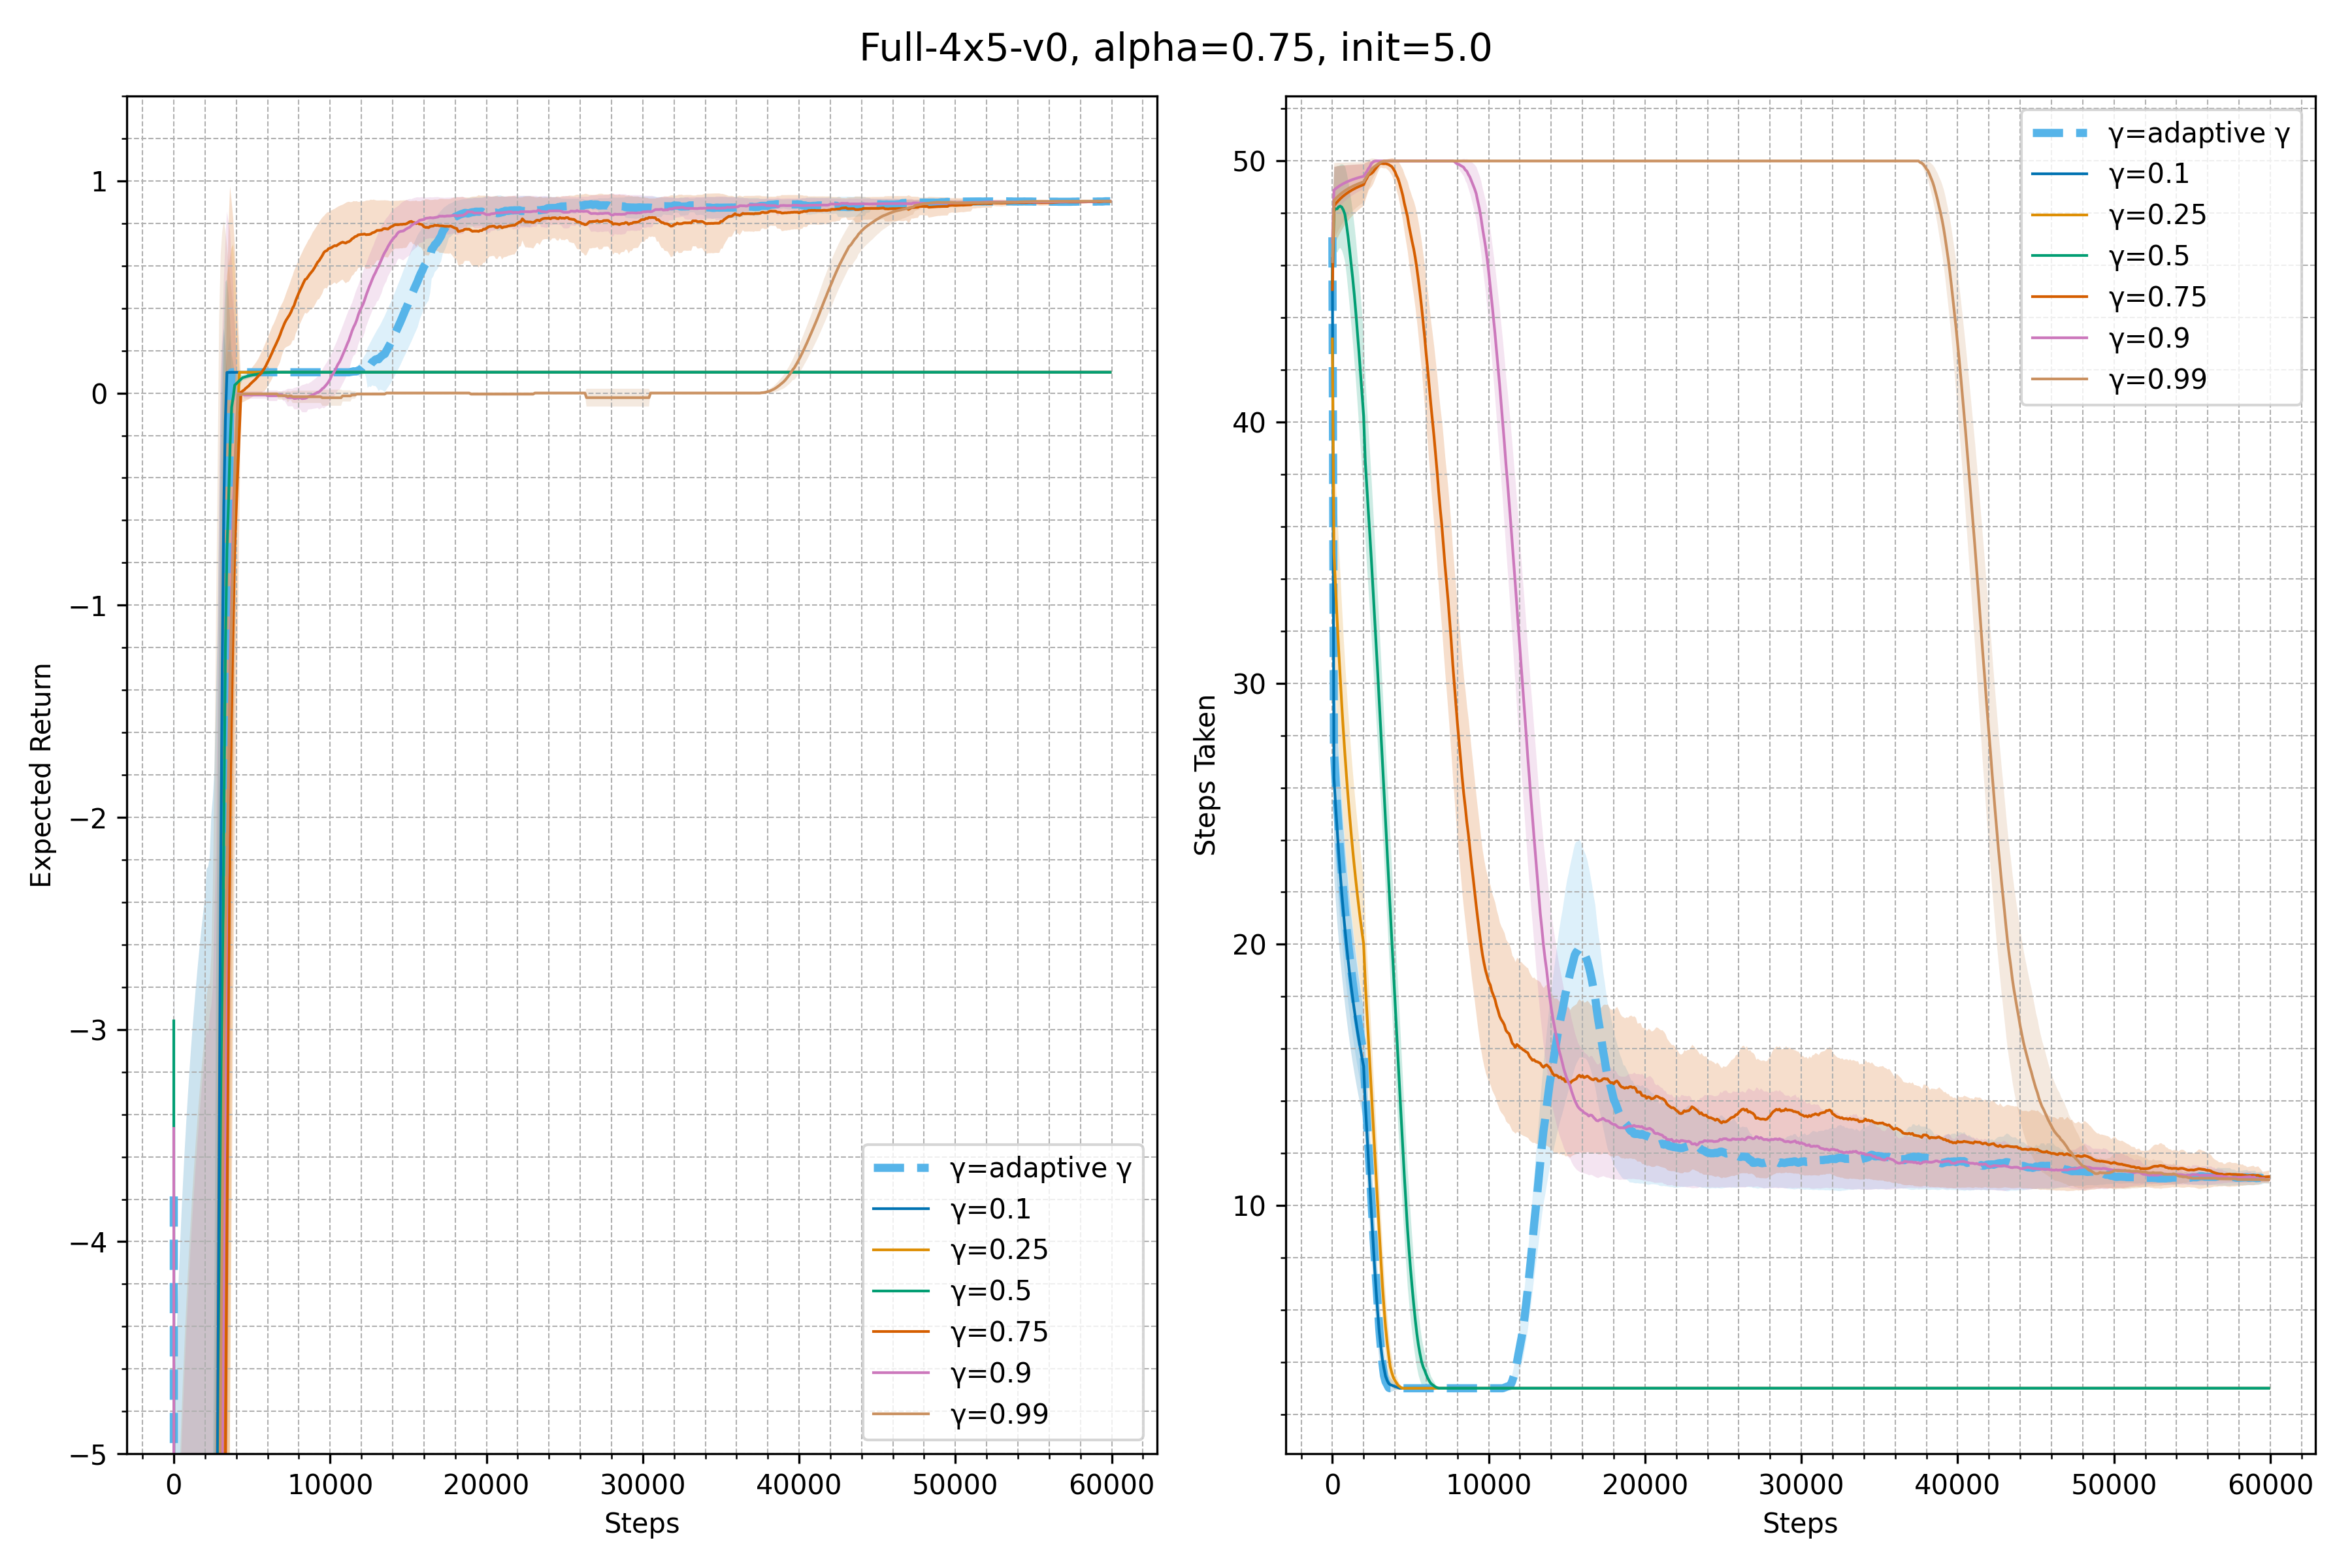 Full-4x5-v0, alpha=0.75, init=5.0
Expected Return
1
0
−1
−2
−3
−4
−5
0 10000 20000 30000 40000 50000 60000
Steps
γ=adaptive γ
γ=0.1
γ=0.25
γ=0.5
γ=0.75
γ=0.9
γ=0.99
Steps Taken
50
40
30
20
10
0 10000 20000 30000 40000 50000 60000
Steps
γ=adaptive γ
γ=0.1
γ=0.25
γ=0.5
γ=0.75
γ=0.9
γ=0.99